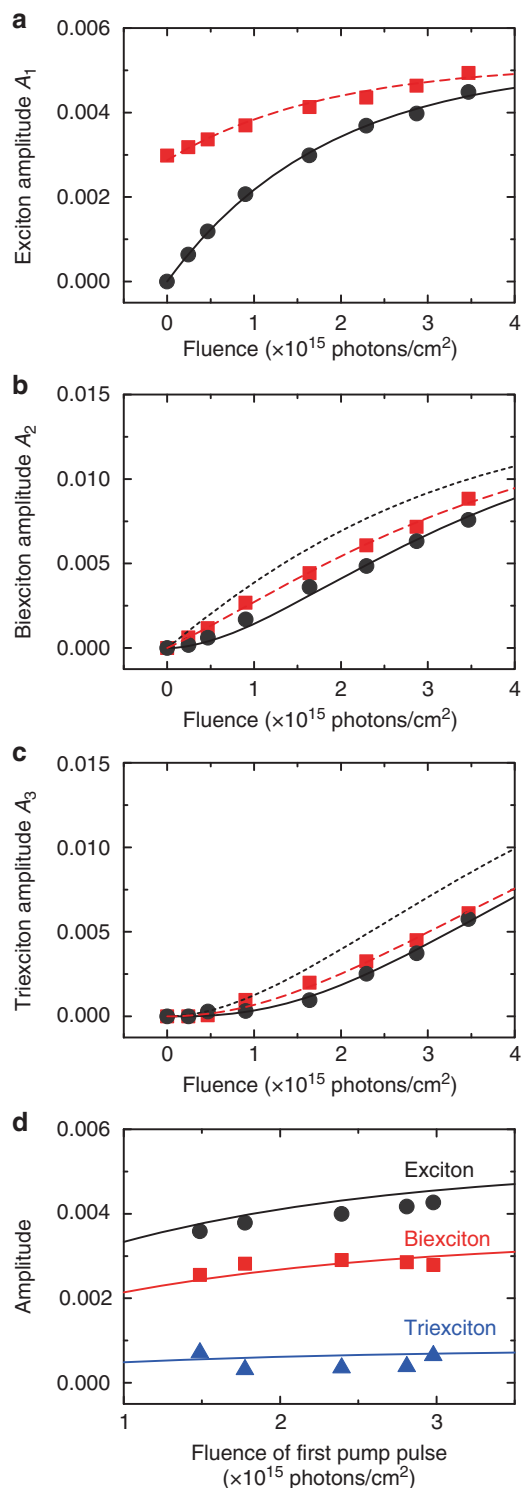 a
0.006
0.004
0.002
0.000
Exciton amplitude A1
0 1 2 3 4
Fluence (×10^15 photons/cm^2)
b
0.015
0.010
0.005
0.000
Biexciton amplitude A2
0 1 2 3 4
Fluence (×10^15 photons/cm^2)
c
0.015
0.010
0.005
0.000
Triexciton amplitude A3
0 1 2 3 4
Fluence (×10^15 photons/cm^2)
d
0.006
0.004
0.002
0.000
Amplitude
Exciton
Biexciton
Triexciton
1 2 3
Fluence of first pump pulse
(×10^15 photons/cm^2)